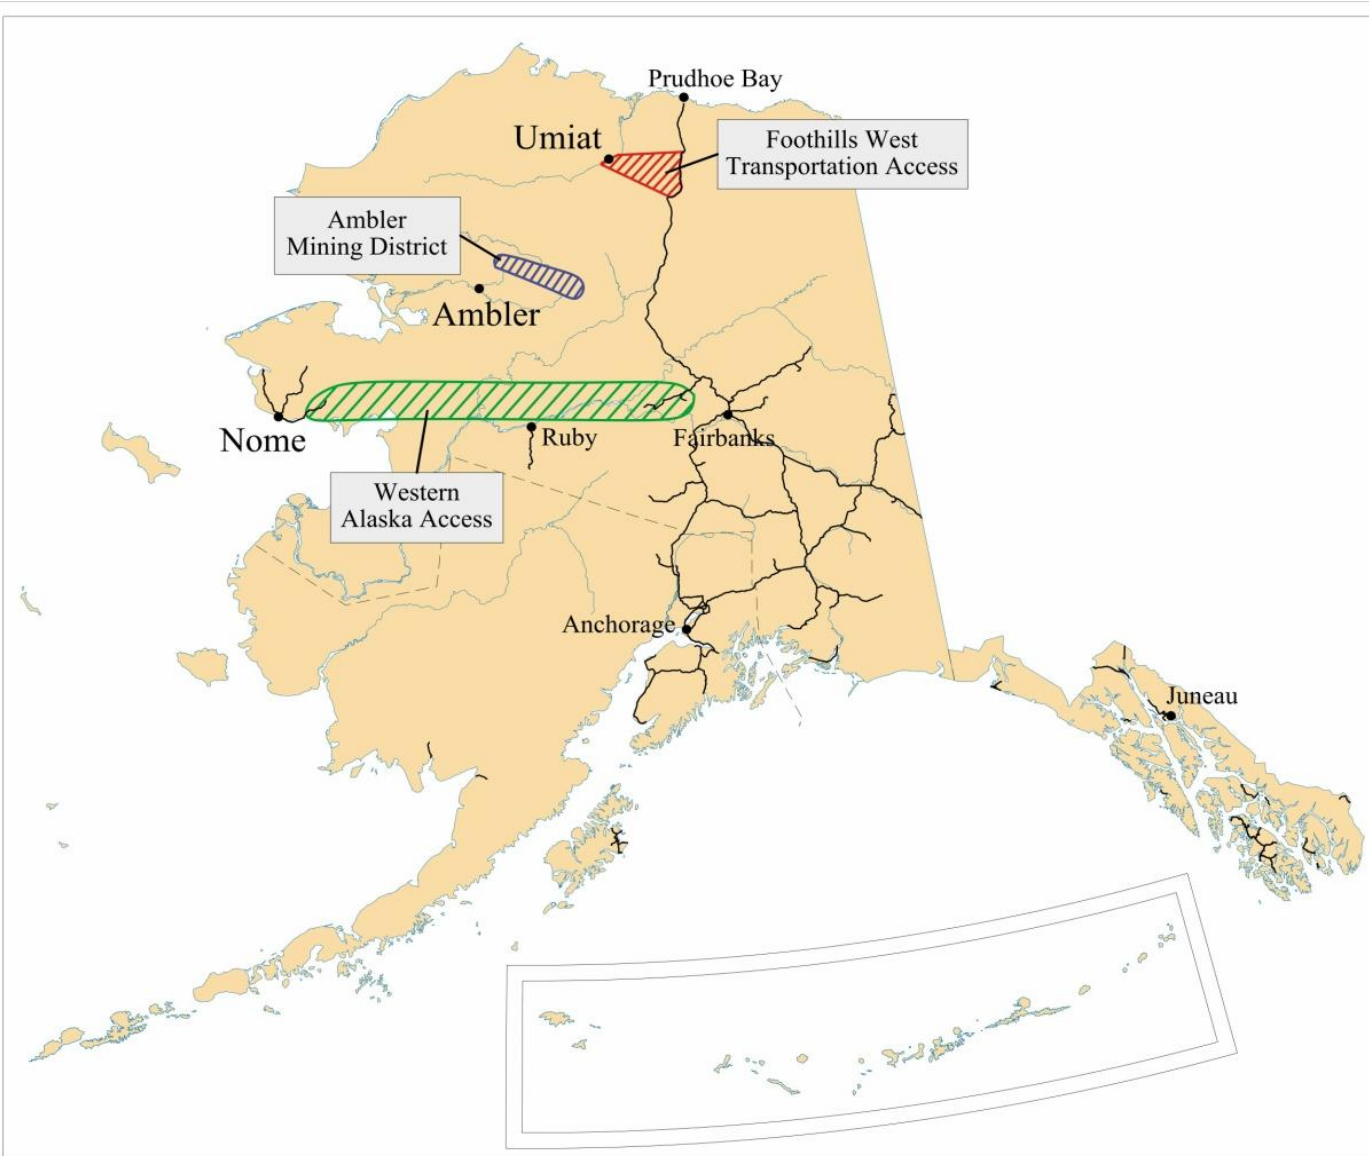 Prudhoe Bay
Umiat
Foothills West
Transportation Access
Ambler
Mining District
Ambler
Nome
Ruby
Fairbanks
Western
Alaska Access
Anchorage
Juneau